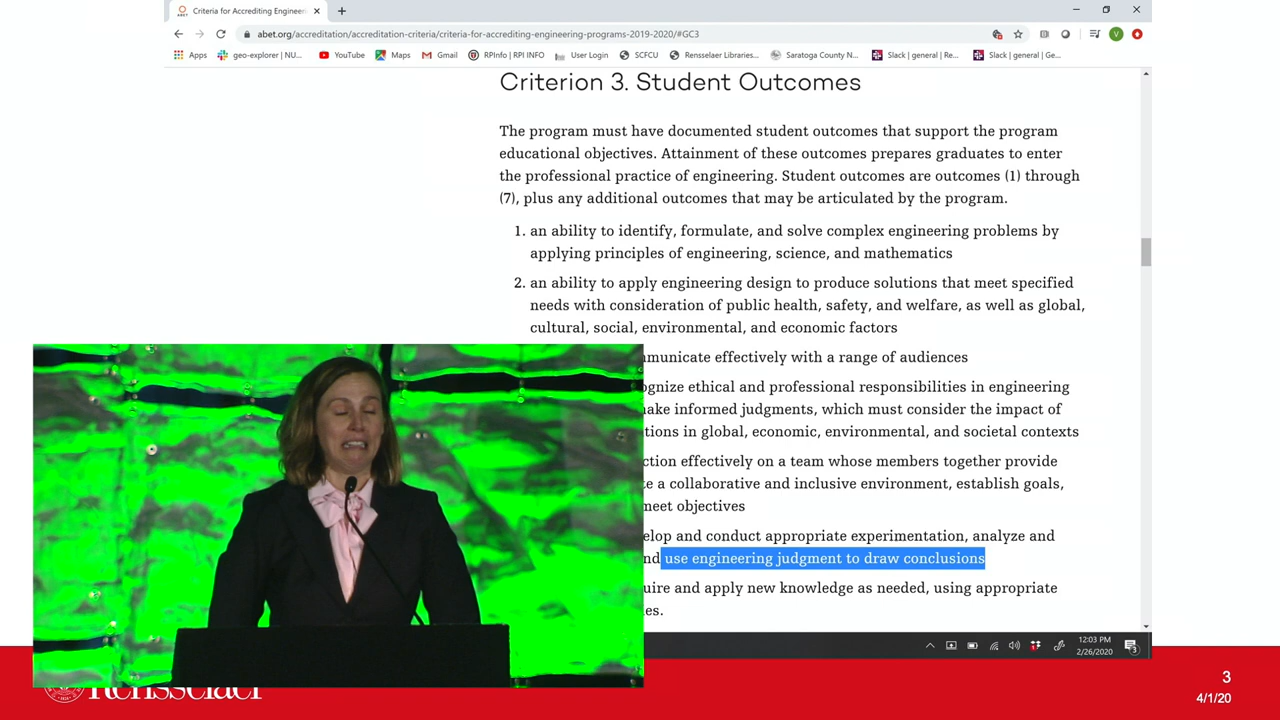 Criteria for Accrediting Engineer
abet.org/accreditation/accreditation-criteria/criteria-for-accrediting-engineering-programs-2019-2020/#GC3
V
Apps
geo-explorer | NU...
YouTube
Maps
Gmail
RPInfo | RPI INFO
User Login
SCFCU
Rensselaer Libraries...
Saratoga County N...
Slack | general | Re...
Slack | general | Ge...
Criterion 3. Student Outcomes
The program must have documented student outcomes that support the program
educational objectives. Attainment of these outcomes prepares graduates to enter
the professional practice of engineering. Student outcomes are outcomes (1) through
(7), plus any additional outcomes that may be articulated by the program.
1. an ability to identify, formulate, and solve complex engineering problems by
applying principles of engineering, science, and mathematics
2. an ability to apply engineering design to produce solutions that meet specified
needs with consideration of public health, safety, and welfare, as well as global,
cultural, social, environmental, and economic factors
mmunicate effectively with a range of audiences
ognize ethical and professional responsibilities in engineering
nake informed judgments, which must consider the impact of
tions in global, economic, environmental, and societal contexts
ction effectively on a team whose members together provide
te a collaborative and inclusive environment, establish goals,
meet objectives
elop and conduct appropriate experimentation, analyze and
nd use engineering judgment to draw conclusions
uire and apply new knowledge as needed, using appropriate
es.
12:03 PM
2/26/2020
3
Rensselaer
3
4/1/20